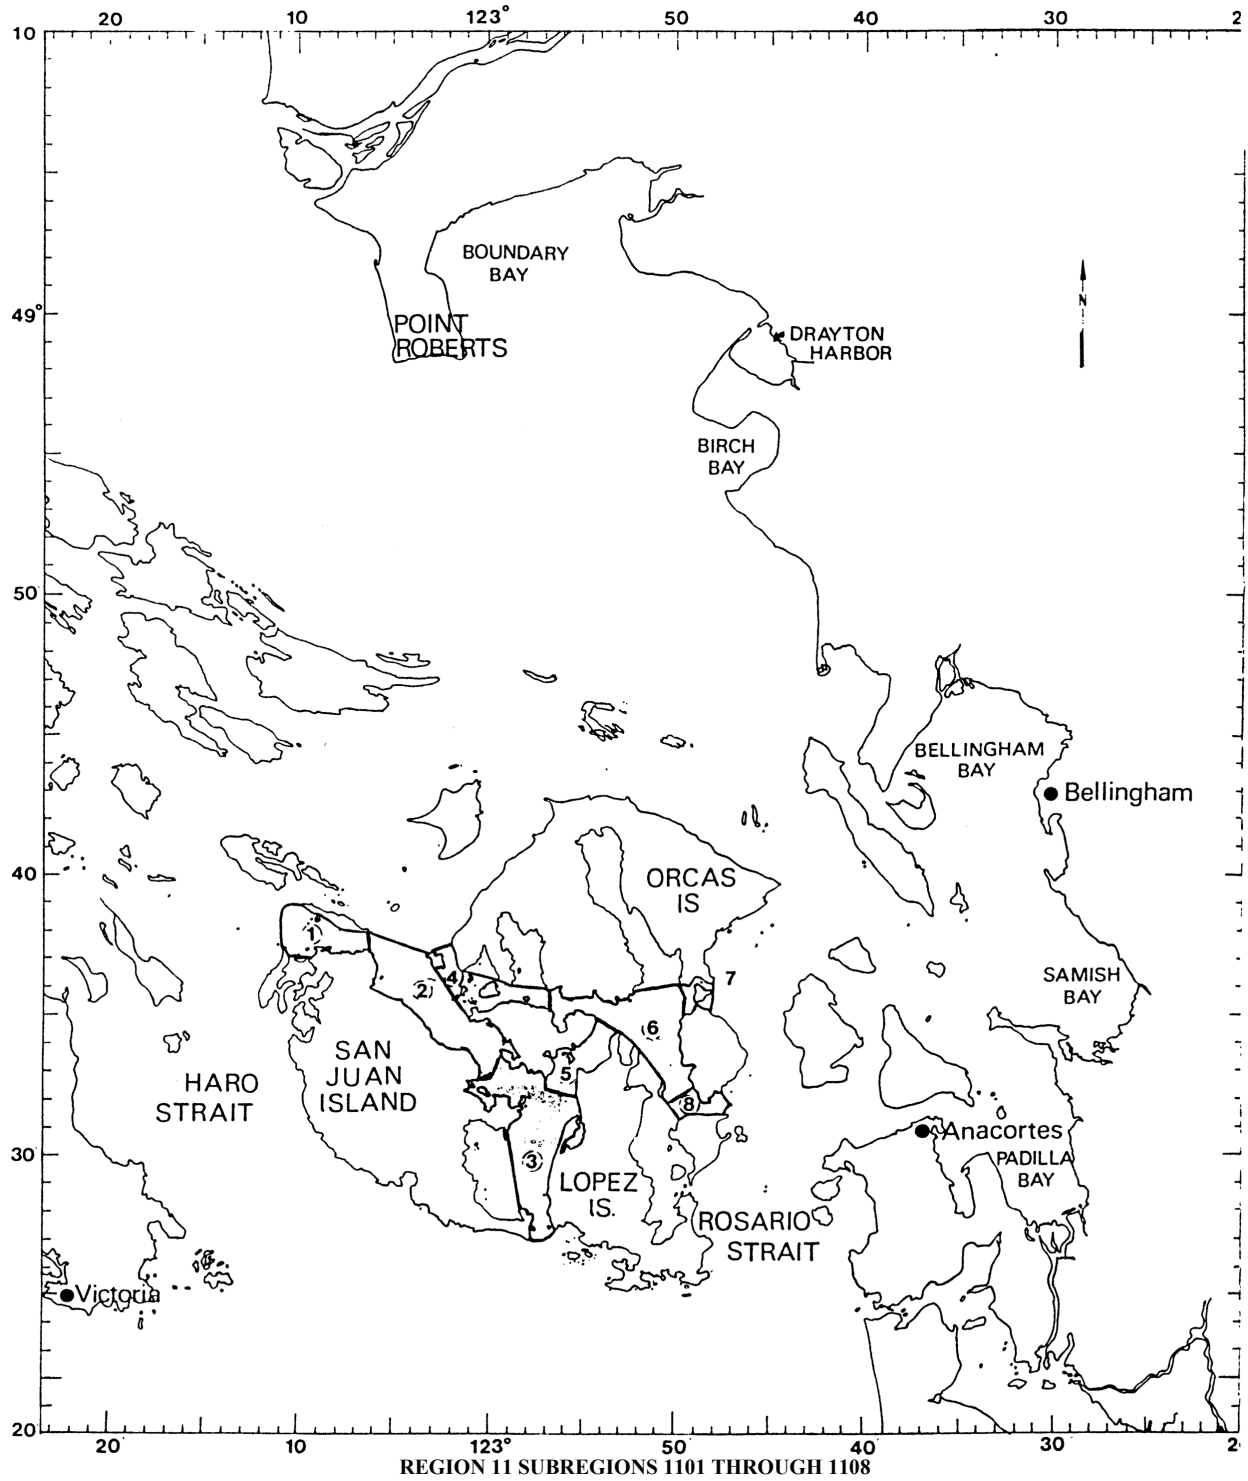 20 10 123° 50 40 30 2
10
BOUNDARY
BAY
49°
POINT
ROBERTS
N
DRAYTON
HARBOR
BIRCH
BAY
50
BELLINGHAM
BAY
Bellingham
40
ORCAS
IS
1
7
SAMISH
BAY
4
2
6
SAN
JUAN
ISLAND
HARO
STRAIT
5
8
Anacortes
30
3
PADILLA
BAY
LOPEZ
IS.
ROSARIO
STRAIT
Victoria
20
20 10 123° 50 40 30 2
REGION 11 SUBREGIONS 1101 THROUGH 1108